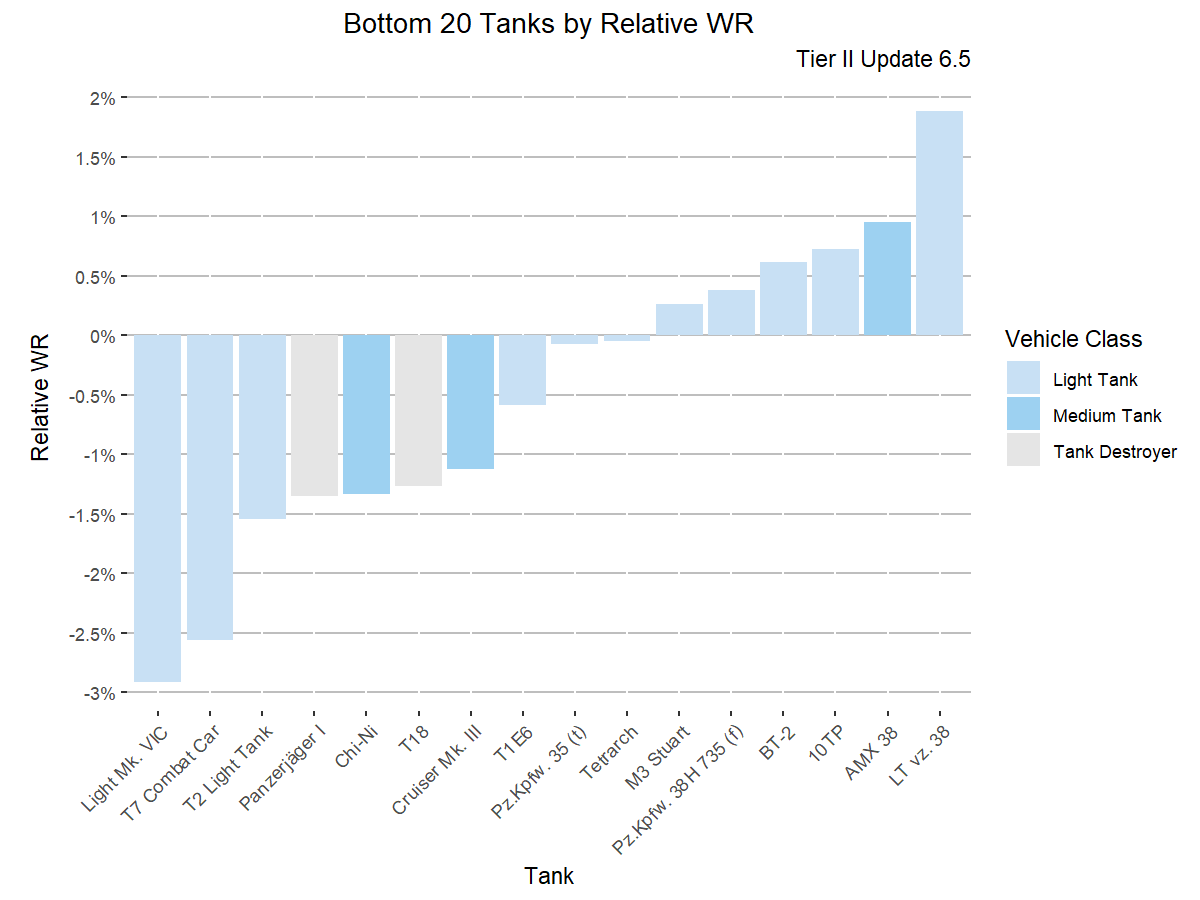 Bottom 20 Tanks by Relative WR
Tier II Update 6.5
2%
1.5%
1%
0.5%
0%
-0.5%
-1%
-1.5%
-2%
-2.5%
-3%
Relative WR
Light Mk. VIC
T7 Combat Car
T2 Light Tank
Panzerjäger I
Chi-Ni
T18
Cruiser Mk. III
T1E6
Pz.Kpfw. 35 (t)
Tetrarch
M3 Stuart
Pz.Kpfw. 38H 735 (f)
BT-2
10TP
AMX 38
LT vz. 38
Tank
Vehicle Class
Light Tank
Medium Tank
Tank Destroyer